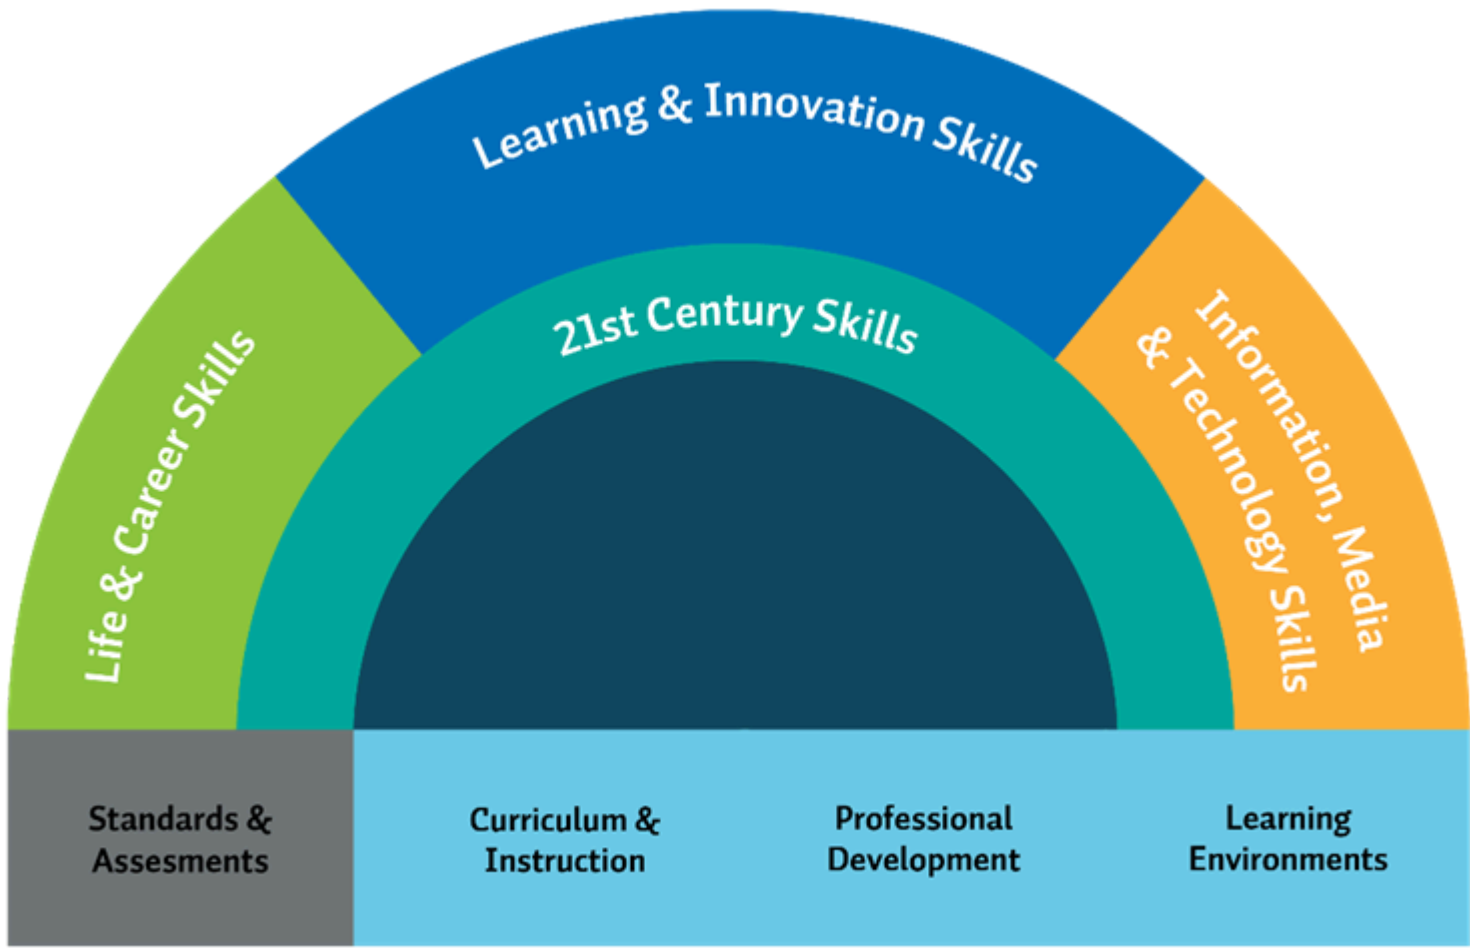 Learning & Innovation Skills
21st Century Skills
Life & Career Skills
Information, Media
& Technology Skills
Standards &
Assesments
Curriculum &
Instruction
Professional
Development
Learning
Environments